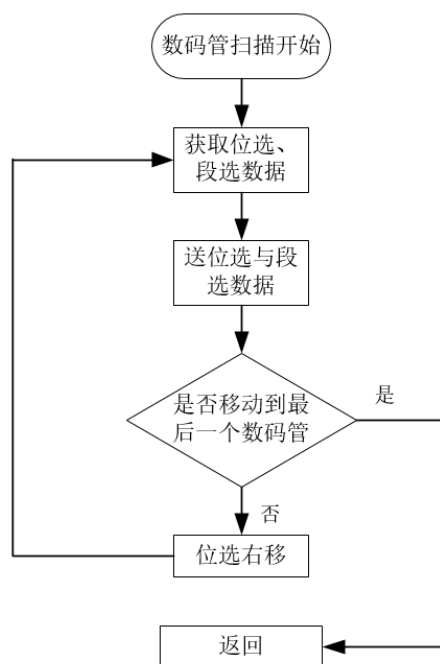 数码管扫描开始
获取位选、
段选数据
送位选与段
选数据
是否移动到最
后一个数码管
是
否
位选右移
返回